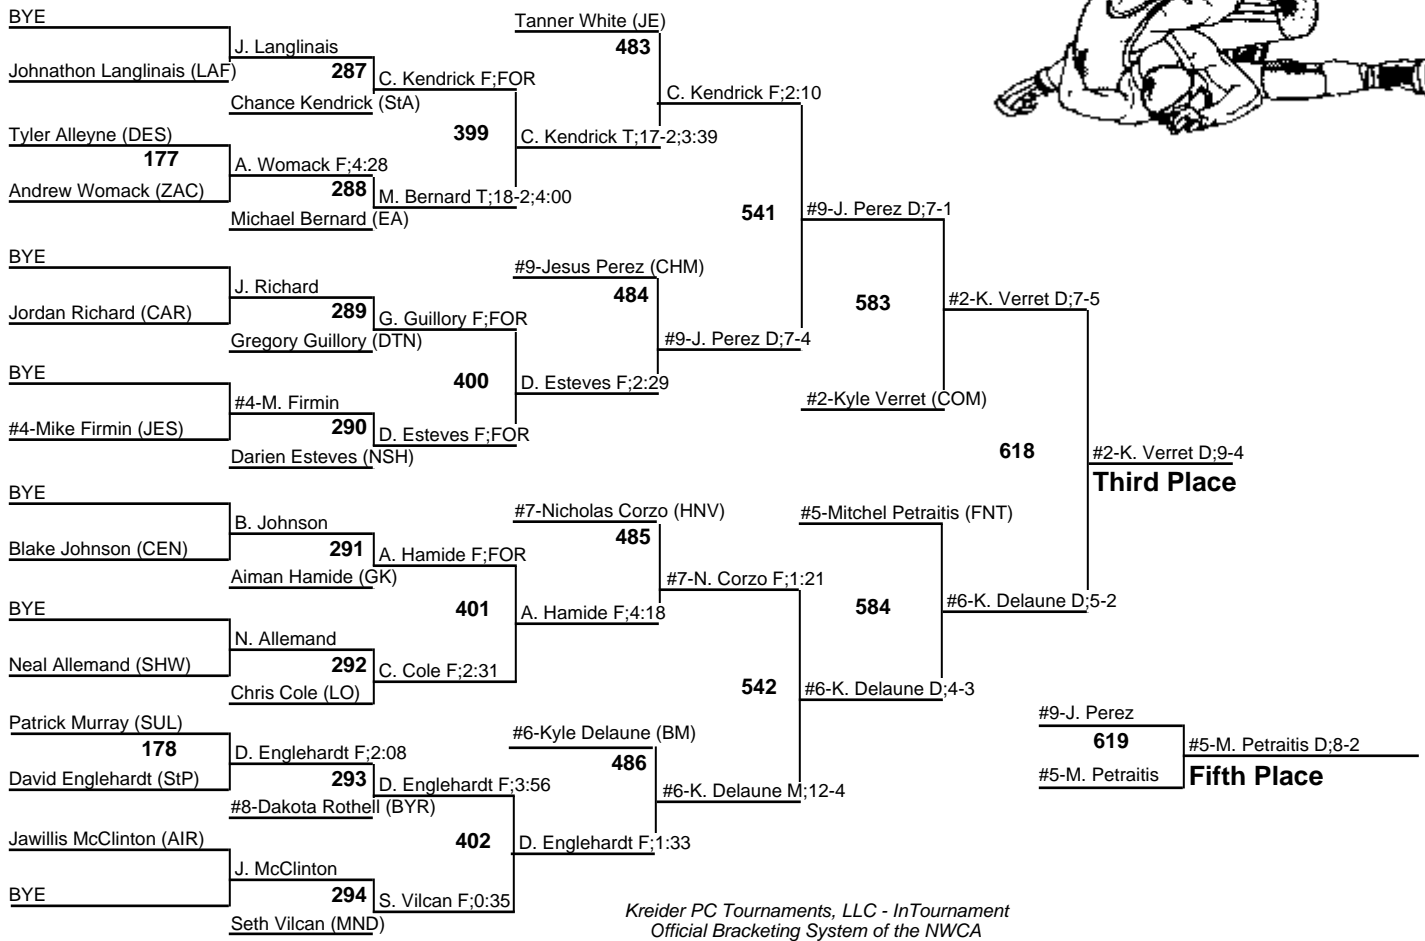 BYE
Johnathon Langlinais (LAF)
J. Langlinais
287
Chance Kendrick (StA)
C. Kendrick F;FOR
Tyler Alleyne (DES)
177
Andrew Womack (ZAC)
A. Womack F;4:28
288
Michael Bernard (EA)
M. Bernard T;18-2;4:00
399
Tanner White (JE)
483
C. Kendrick T;17-2;3:39
C. Kendrick F;2:10
BYE
Jordan Richard (CAR)
J. Richard
289
Gregory Guillory (DTN)
G. Guillory F;FOR
BYE
#4-Mike Firmin (JES)
#4-M. Firmin
290
Darien Esteves (NSH)
D. Esteves F;FOR
400
#9-Jesus Perez (CHM)
484
D. Esteves F;2:29
#9-J. Perez D;7-4
541
#9-J. Perez D;7-1
583
#2-Kyle Verret (COM)
#2-K. Verret D;7-5
BYE
Blake Johnson (CEN)
B. Johnson
291
Aiman Hamide (GK)
A. Hamide F;FOR
BYE
Neal Allemand (SHW)
N. Allemand
292
Chris Cole (LO)
C. Cole F;2:31
401
#7-Nicholas Corzo (HNV)
485
A. Hamide F;4:18
#7-N. Corzo F;1:21
Patrick Murray (SUL)
178
David Englehardt (StP)
D. Englehardt F;2:08
293
#8-Dakota Rothell (BYR)
D. Englehardt F;3:56
Jawillis McClinton (AIR)
BYE
J. McClinton
294
Seth Vilcan (MND)
S. Vilcan F;0:35
402
#6-Kyle Delaune (BM)
486
D. Englehardt F;1:33
#6-K. Delaune M;12-4
542
#5-Mitchel Petraitis (FNT)
584
#6-K. Delaune D;4-3
#6-K. Delaune D;5-2
618
#2-K. Verret D;9-4
Third Place
#9-J. Perez
619
#5-M. Petraitis
#5-M. Petraitis D;8-2
Fifth Place
Kreider PC Tournaments, LLC - InTournament
Official Bracketing System of the NWCA